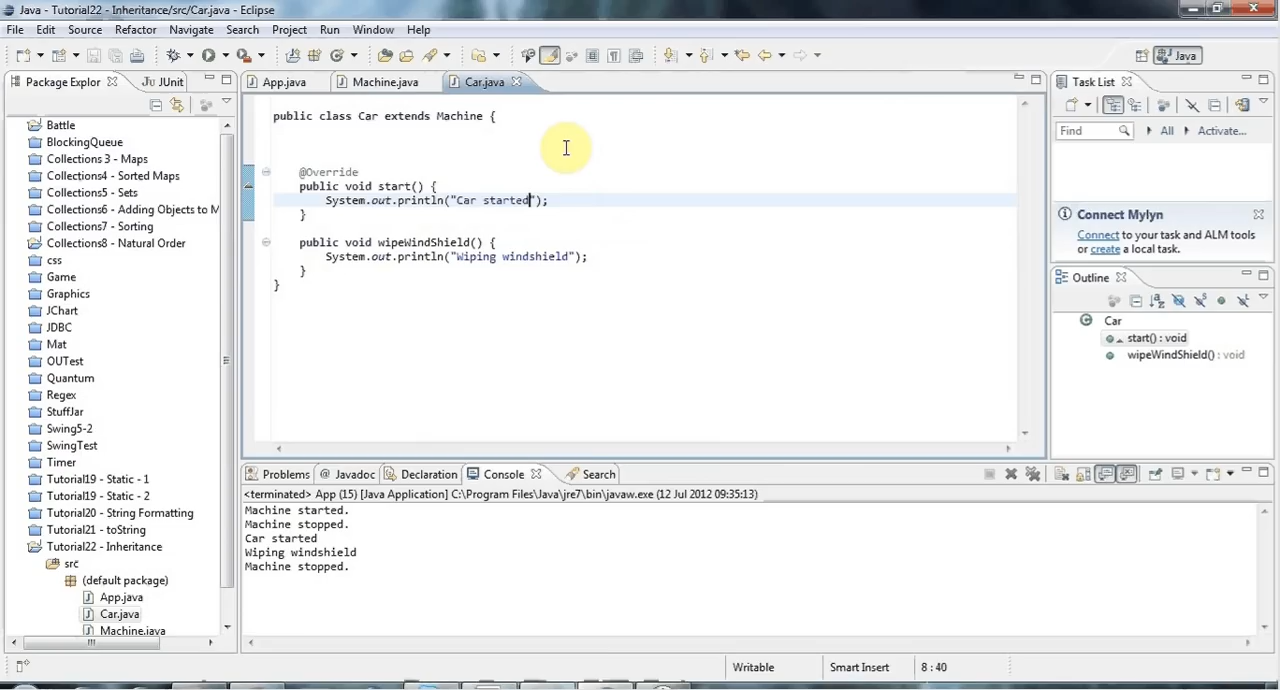 Java - Tutorial22 - Inheritance/src/Car.java - Eclipse
File Edit Source Refactor Navigate Search Project Run Window Help
Java
Package Explor JUnit
App.java Machine.java Car.java
Task List
Find All Activate...
Battle
BlockingQueue
Collections 3 - Maps
Collections4 - Sorted Maps
Collections5 - Sets
Collections6 - Adding Objects to M
Collections7 - Sorting
Collections8 - Natural Order
css
Game
Graphics
JChart
JDBC
Mat
OUTest
Quantum
Regex
StuffJar
Swing5-2
SwingTest
Timer
Tutorial19 - Static - 1
Tutorial19 - Static - 2
Tutorial20 - String Formatting
Tutorial21 - toString
Tutorial22 - Inheritance
src
(default package)
App.java
Car.java
Machine.java
public class Car extends Machine {
@Override
public void start() {
System.out.println("Car started");
}
public void wipeWindShield() {
System.out.println("Wiping windshield");
}
}
Connect Mylyn
Connect to your task and ALM tools
or create a local task.
Outline
Car
start() : void
wipeWindShield() : void
Problems Javadoc Declaration Console Search
<terminated> App (15) [Java Application] C:\Program Files\Java\jre7\bin\javaw.exe (12 Jul 2012 09:35:13)
Machine started.
Machine stopped.
Car started
Wiping windshield
Machine stopped.
Writable Smart Insert 8 : 40